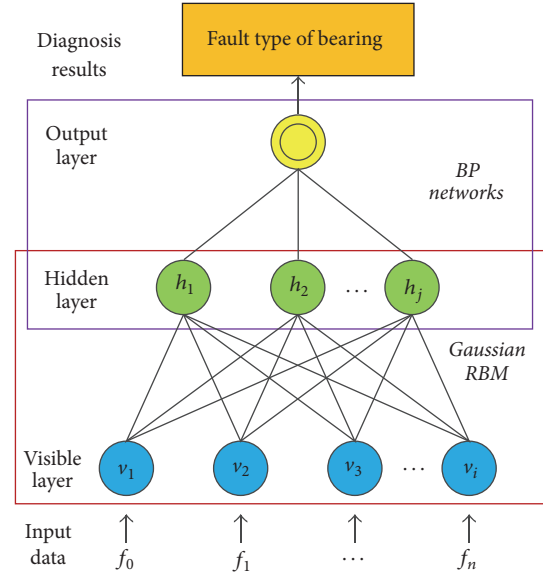 Diagnosis
results
Fault type of bearing
Output
layer
BP
networks
Hidden
layer
h1 h2 ... hj
Gaussian
RBM
Visible
layer
v1 v2 v3 ... vi
Input
data
f0 f1 ... fn